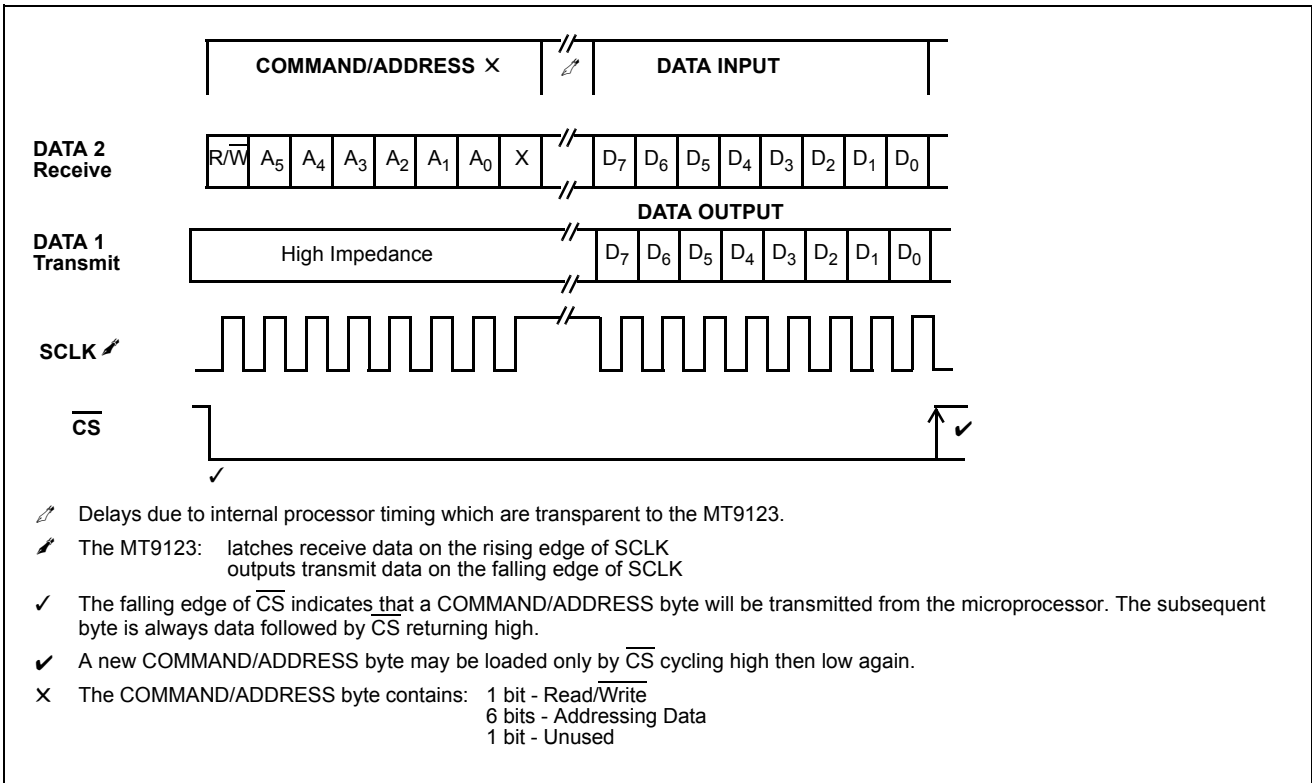 COMMAND/ADDRESS ✕
DATA INPUT
DATA 2
Receive
R/W̅ A₅ A₄ A₃ A₂ A₁ A₀ X D₇ D₆ D₅ D₄ D₃ D₂ D₁ D₀
DATA OUTPUT
DATA 1
Transmit
High Impedance D₇ D₆ D₅ D₄ D₃ D₂ D₁ D₀
SCLK
C̅S̅
Delays due to internal processor timing which are transparent to the MT9123.
The MT9123: latches receive data on the rising edge of SCLK
outputs transmit data on the falling edge of SCLK
✓ The falling edge of C̅S̅ indicates that a COMMAND/ADDRESS byte will be transmitted from the microprocessor. The subsequent
byte is always data followed by C̅S̅ returning high.
✔ A new COMMAND/ADDRESS byte may be loaded only by C̅S̅ cycling high then low again.
✕ The COMMAND/ADDRESS byte contains: 1 bit - Read/W̅r̅i̅t̅e̅
6 bits - Addressing Data
1 bit - Unused